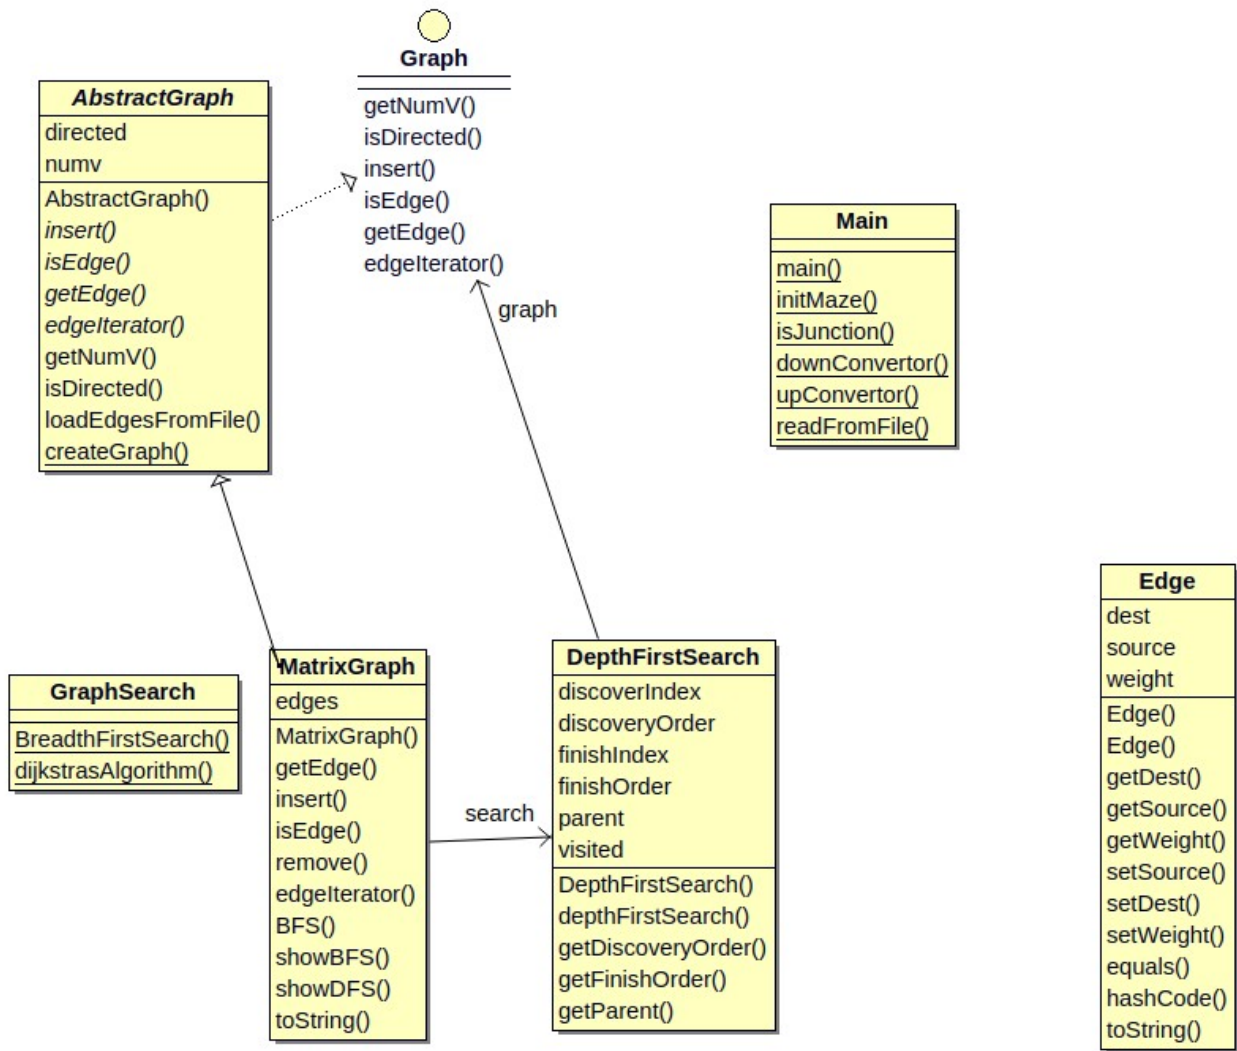 Graph
getNumV()
isDirected()
insert()
isEdge()
getEdge()
edgeIterator()
AbstractGraph
directed
numv
AbstractGraph()
insert()
isEdge()
getEdge()
edgeIterator()
getNumV()
isDirected()
loadEdgesFromFile()
createGraph()
graph
Main
main()
initMaze()
isJunction()
downConvertor()
upConvertor()
readFromFile()
GraphSearch
BreadthFirstSearch()
dijkstrasAlgorithm()
MatrixGraph
edges
MatrixGraph()
getEdge()
insert()
isEdge()
remove()
edgeIterator()
BFS()
showBFS()
showDFS()
toString()
search
DepthFirstSearch
discoverIndex
discoveryOrder
finishIndex
finishOrder
parent
visited
DepthFirstSearch()
depthFirstSearch()
getDiscoveryOrder()
getFinishOrder()
getParent()
Edge
dest
source
weight
Edge()
Edge()
getDest()
getSource()
getWeight()
setSource()
setDest()
setWeight()
equals()
hashCode()
toString()